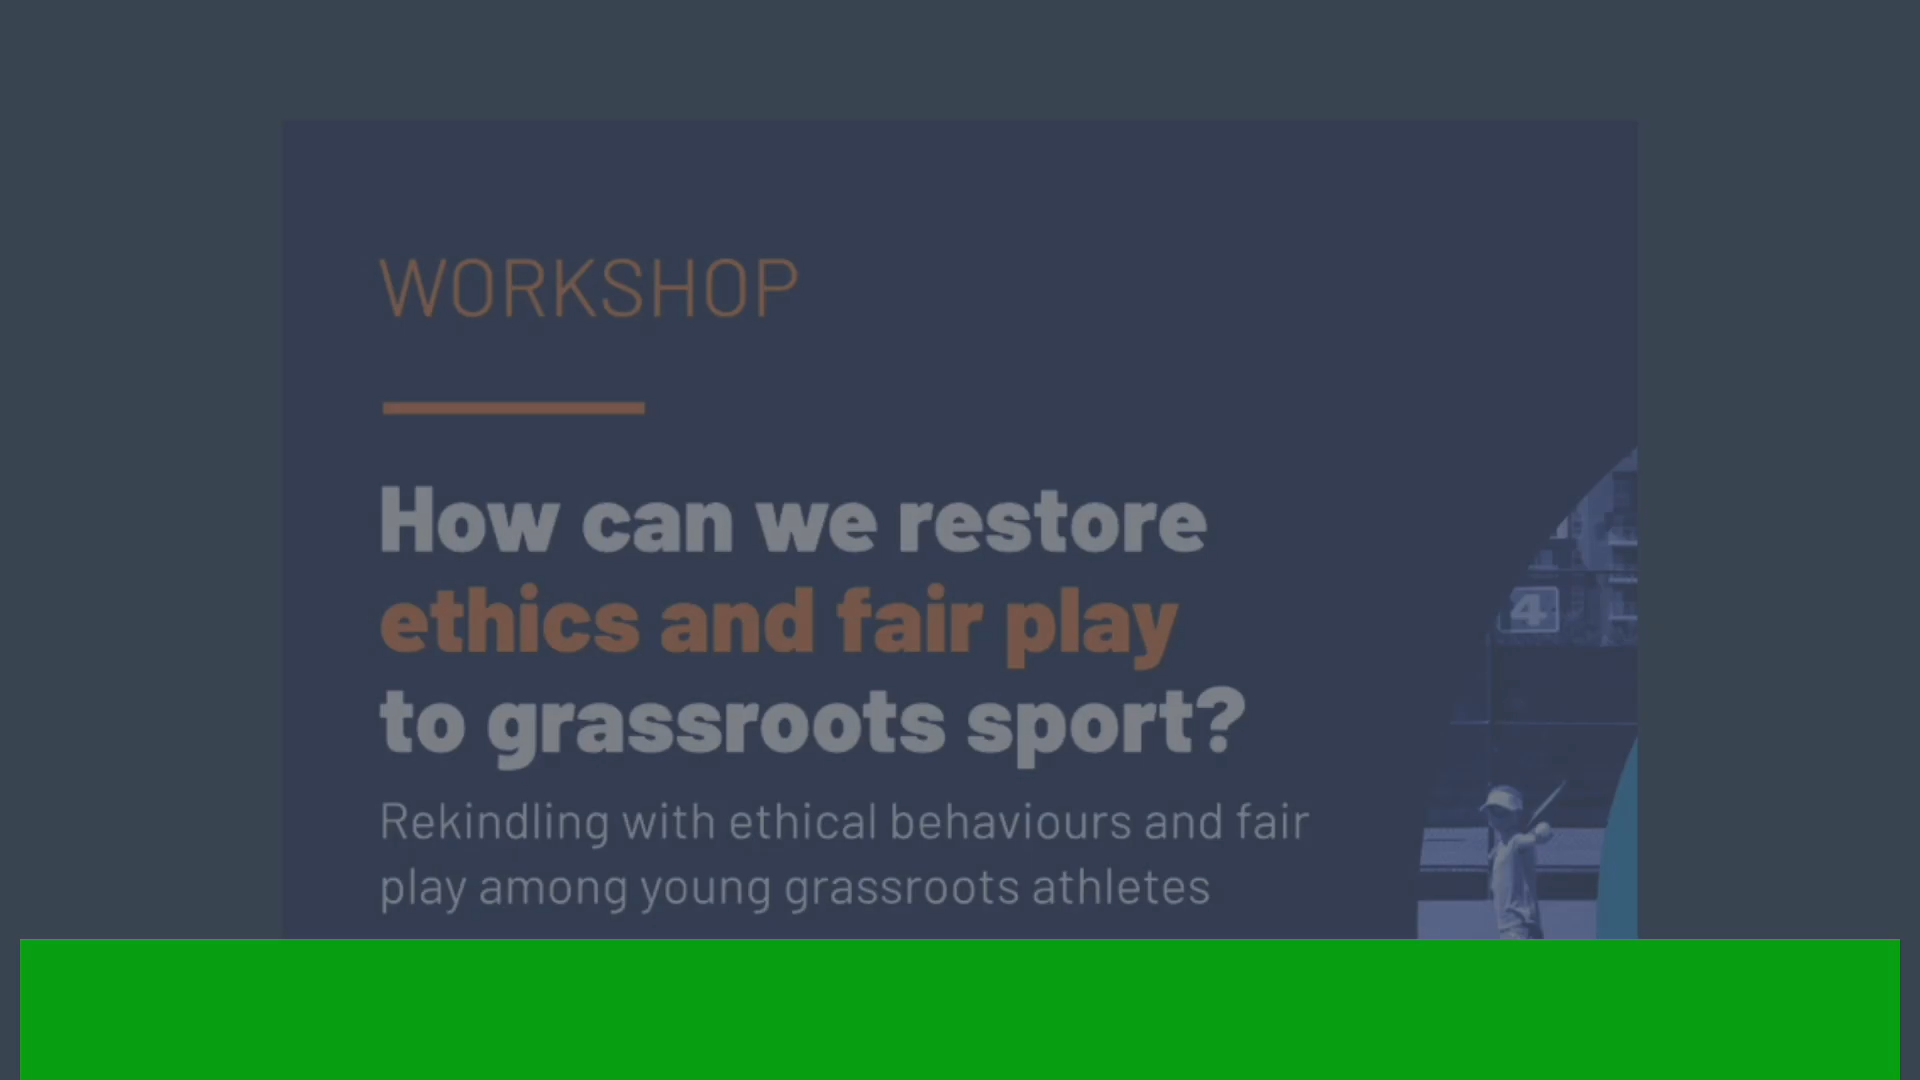 WORKSHOP
How can we restore
ethics and fair play
to grassroots sport?
Rekindling with ethical behaviours and fair
play among young grassroots athletes
4